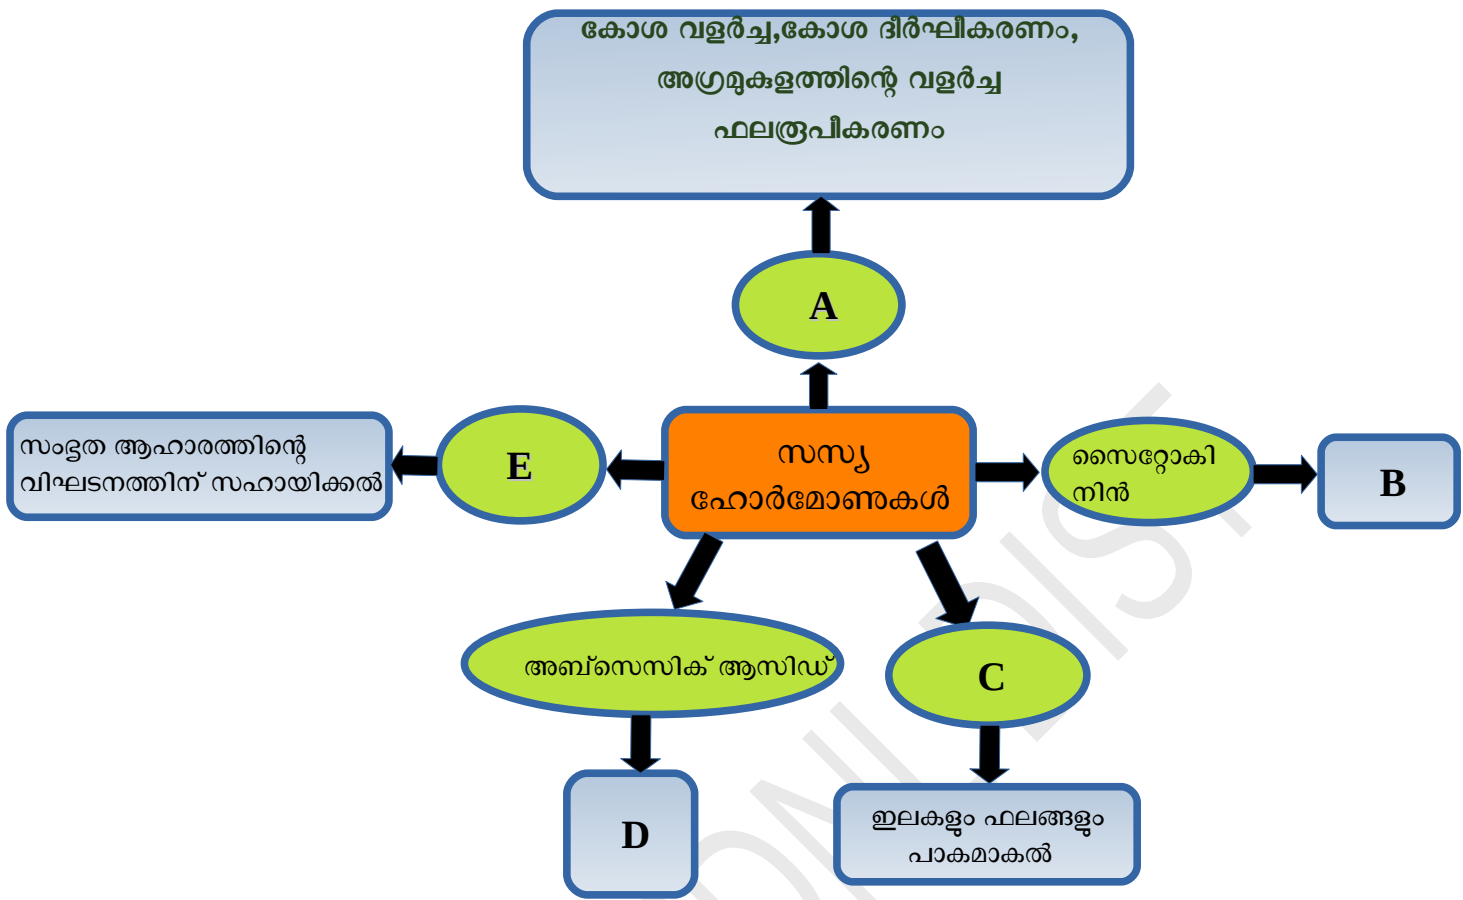 കോശ വളർച്ച,കോശ ദീർഘീകരണം,
അഗ്രമുകുളത്തിന്റെ വളർച്ച
ഫലരൂപീകരണം
A
സംഭൃത ആഹാരത്തിന്റെ
വിഘടനത്തിന് സഹായിക്കൽ
E
സസ്യ
ഹോർമോണുകൾ
സൈറ്റോകി
നിൻ
B
അബ്സെസിക് ആസിഡ്
C
D
ഇലകളും ഫലങ്ങളും
പാകമാകൽ